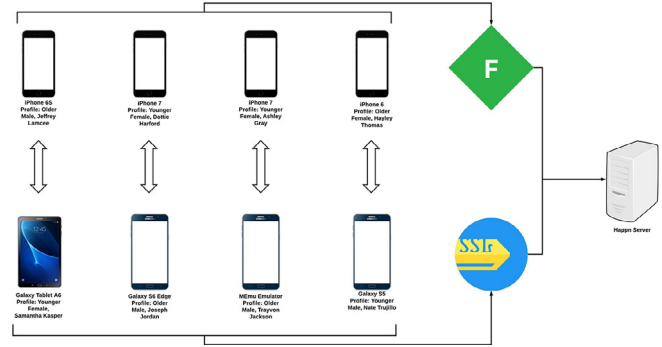 iPhone 6S
Profile: Older
Male, Jeffrey
Lamcee
iPhone 7
Profile: Younger
Female, Dottie
Harford
iPhone 7
Profile: Younger
Female, Ashley
Gray
iPhone 6
Profile: Older
Female, Hayley
Thomas
F
Happn Server
12:45
Galaxy Tablet A6
Profile: Younger
Female,
Samantha Kasper
Galaxy S6 Edge
Profile: Older
Male, Joseph
Jordan
MEmu Emulator
Profile: Older
Male, Trayvon
Jackson
Galaxy S5
Profile: Younger
Male, Nate Trujillo
SSL